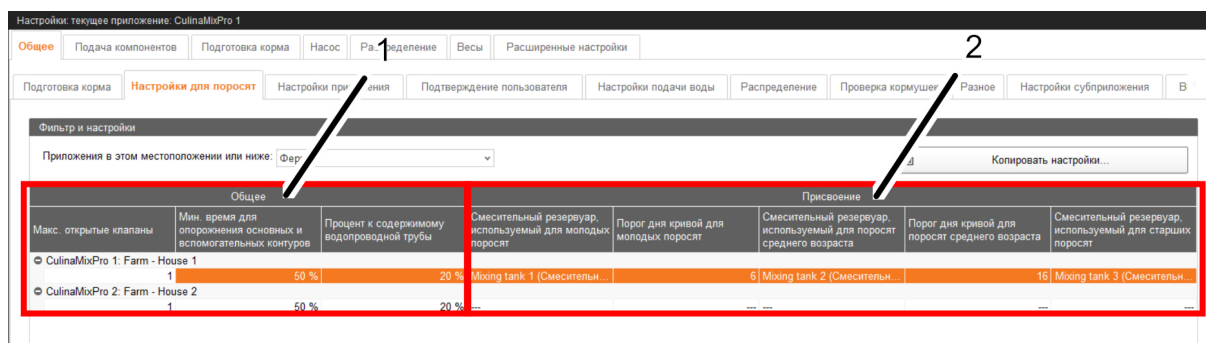 Настройки: текущее приложение: CulinaMixPro 1
1
2
Общее Подача компонентов Подготовка корма Насос Весы Расширенные настройки
Подготовка корма Настройки для поросят Настройки Подтверждение пользователя Настройки подачи воды Распределение Проверка Разное Настройки субприложения В
Фильтр и настройки
Приложения в этом местоположении или ниже:
Копировать настройки...
Общее Присвоение
Макс. открытые клапаны Мин. время для опорожнения основных и вспомогательных контуров Процент к содержимому водопроводной трубы Смесительный резервуар, используемый для молодых поросят Порог дня кривой для молодых поросят Смесительный резервуар, используемый для поросят среднего возраста Порог дня кривой для поросят среднего возраста Смесительный резервуар, используемый для старших поросят
CulinaMixPro 1: Farm - House 1
1 50 % 20 % Mixing tank 1 (Смесительн... 6 Mixing tank 2 (Смесительн... 16 Mixing tank 3 (Смесительн...
CulinaMixPro 2: Farm - House 2
1 50 % 20 % --- --- --- --- ---